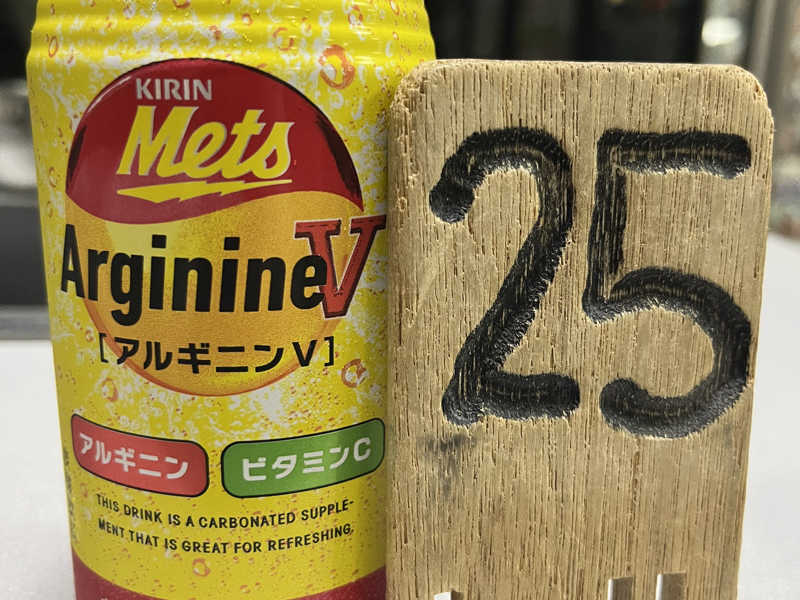 KIRIN
Mets
ArginineV
[アルギニンV]
アルギニン
ビタミンC
THIS DRINK IS A CARBONATED SUPPLE-
MENT THAT IS GREAT FOR REFRESHING.
25